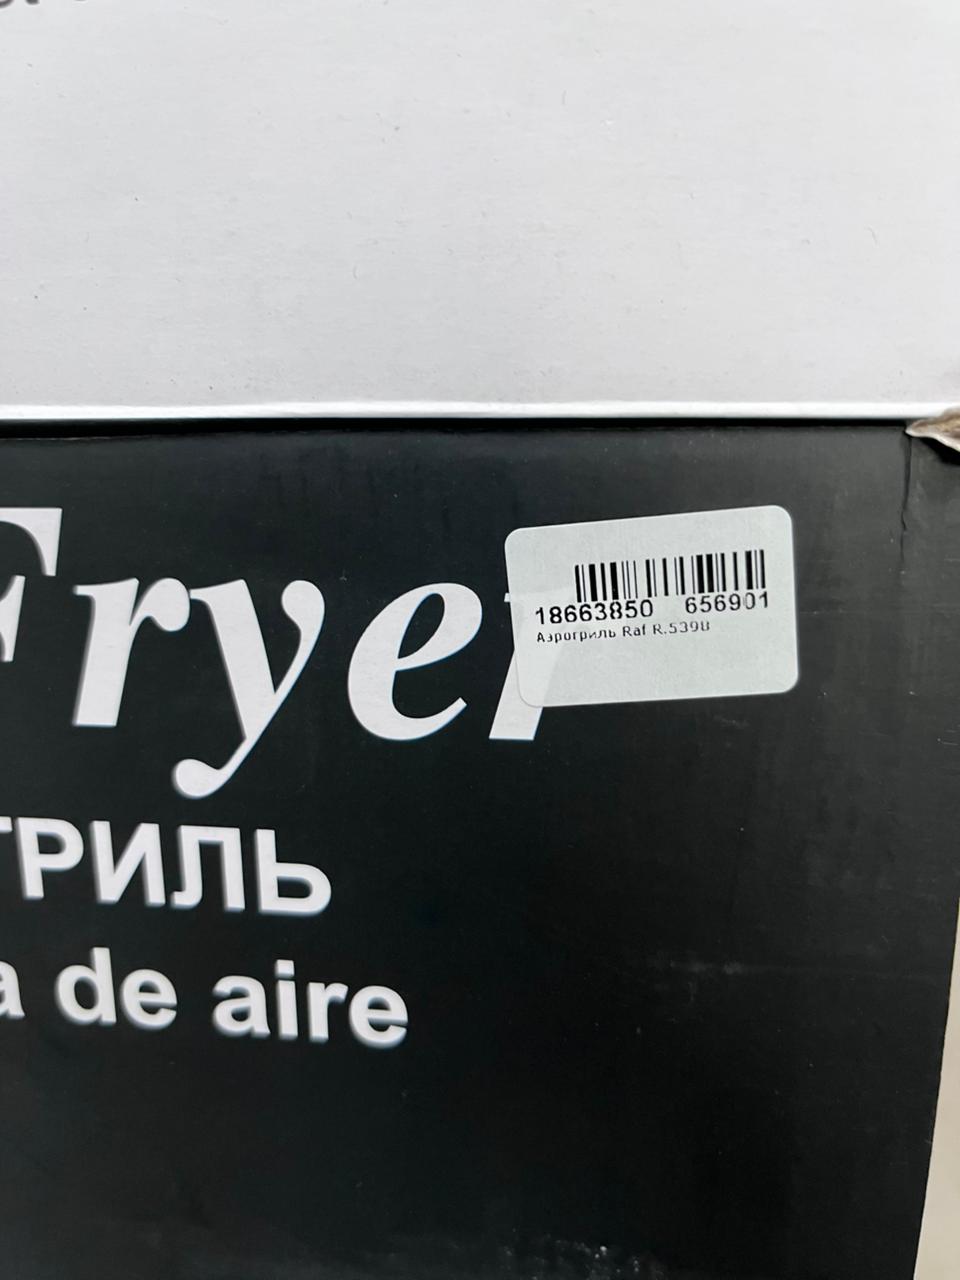 Fryer
18663850 656901
Аэрогриль Raf R.5398
ГРИЛЬ
a de aire